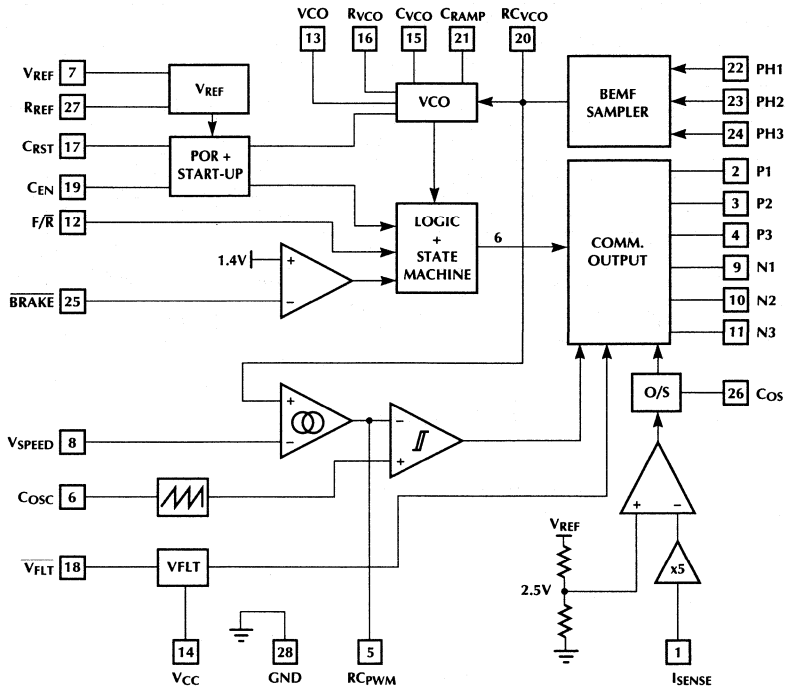 VCO RVCO CVCO CRAMP RCVCO
13 16 15 21 20
VREF 7 VREF VCO BEMF SAMPLER 22 PH1
RREF 27 23 PH2
24 PH3
CRST 17 POR + START-UP
CEN 19
F/R̅ 12 LOGIC + STATE MACHINE 6 COMM. OUTPUT
2 P1
3 P2
4 P3
9 N1
10 N2
11 N3
1.4V + −
B̅R̅A̅K̅E̅ 25
O/S 26 COS
VSPEED 8 + − − +
COSC 6
+ −
VREF
V̅F̅L̅T̅ 18 VFLT
2.5V
x5
14 28 5 1
VCC GND RCPWM ISENSE